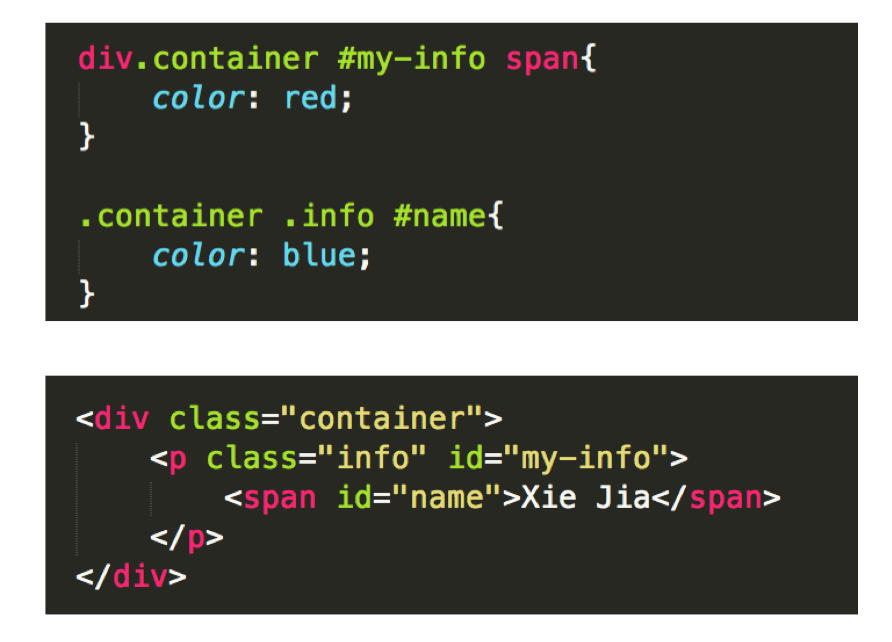 div.container #my-info span{
    color: red;
}
.container .info #name{
    color: blue;
}
<div class="container">
    <p class="info" id="my-info">
        <span id="name">Xie Jia</span>
    </p>
</div>